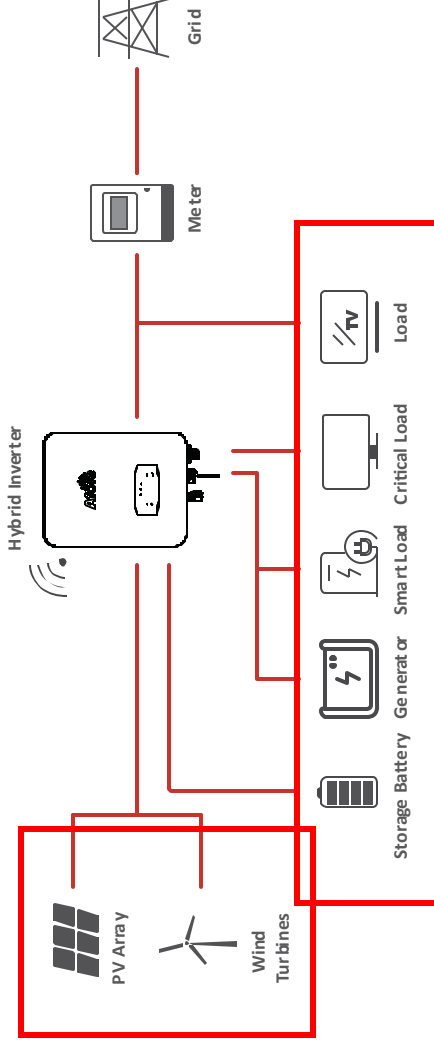 Grid
Meter
Hybrid Inverter
TV
Load
Critical Load
Smart Load
Generator
Storage Battery
PV Array
Wind
Turbines